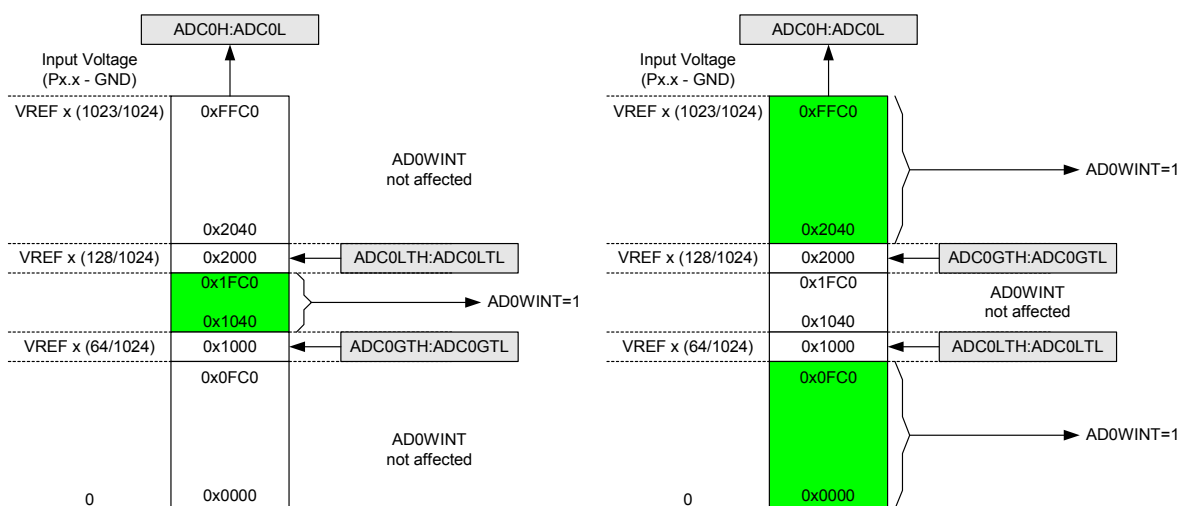 ADC0H:ADC0L
Input Voltage
(Px.x - GND)
VREF x (1023/1024)
0xFFC0
AD0WINT
not affected
0x2040
VREF x (128/1024)
0x2000
ADC0LTH:ADC0LTL
0x1FC0
AD0WINT=1
0x1040
VREF x (64/1024)
0x1000
ADC0GTH:ADC0GTL
0x0FC0
AD0WINT
not affected
0
0x0000
ADC0H:ADC0L
Input Voltage
(Px.x - GND)
VREF x (1023/1024)
0xFFC0
AD0WINT=1
0x2040
VREF x (128/1024)
0x2000
ADC0GTH:ADC0GTL
0x1FC0
AD0WINT
not affected
0x1040
VREF x (64/1024)
0x1000
ADC0LTH:ADC0LTL
0x0FC0
AD0WINT=1
0
0x0000